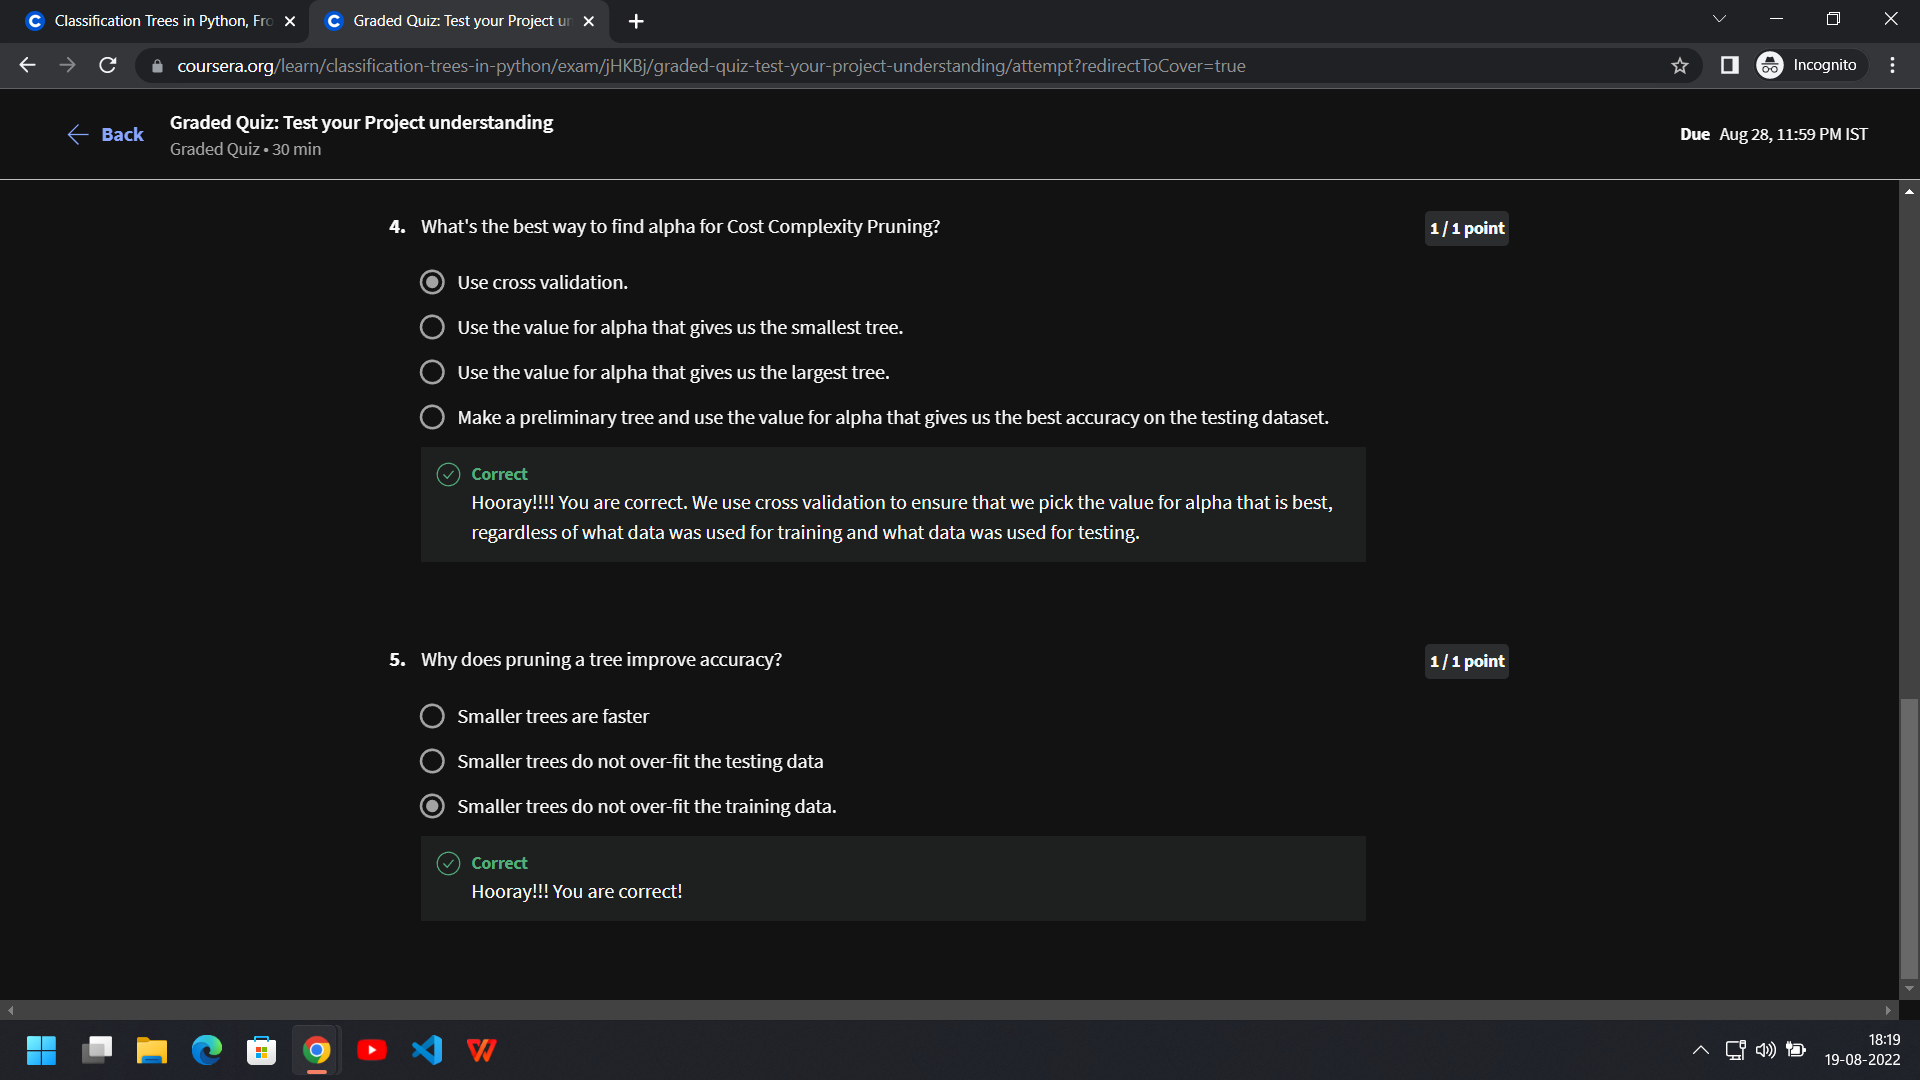 Classification Trees in Python, Fro
Graded Quiz: Test your Project un
coursera.org/learn/classification-trees-in-python/exam/jHKBj/graded-quiz-test-your-project-understanding/attempt?redirectToCover=true
Incognito
Back
Graded Quiz: Test your Project understanding
Graded Quiz • 30 min
Due Aug 28, 11:59 PM IST
4. What's the best way to find alpha for Cost Complexity Pruning?
1 / 1 point
Use cross validation.
Use the value for alpha that gives us the smallest tree.
Use the value for alpha that gives us the largest tree.
Make a preliminary tree and use the value for alpha that gives us the best accuracy on the testing dataset.
Correct
Hooray!!!! You are correct. We use cross validation to ensure that we pick the value for alpha that is best,
regardless of what data was used for training and what data was used for testing.
5. Why does pruning a tree improve accuracy?
1 / 1 point
Smaller trees are faster
Smaller trees do not over-fit the testing data
Smaller trees do not over-fit the training data.
Correct
Hooray!!! You are correct!
18:19
19-08-2022